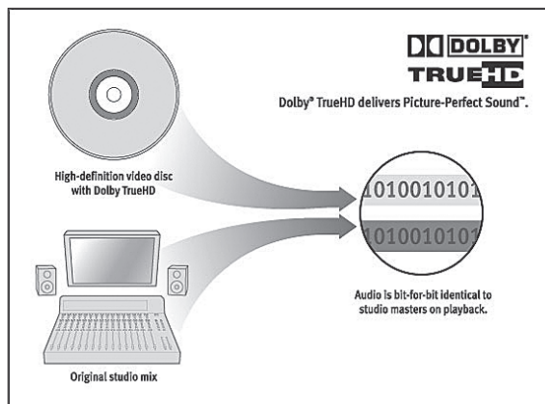 DOLBY®
TRUEHD
Dolby® TrueHD delivers Picture-Perfect Sound™.
High-definition video disc
with Dolby TrueHD
1010010101
1010010101
Audio is bit-for-bit identical to
studio masters on playback.
Original studio mix